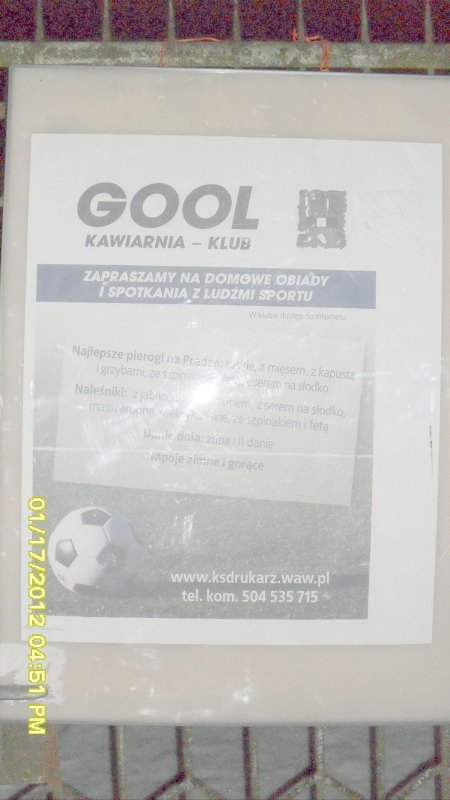 GOOL
KAWIARNIA – KLUB
ZAPRASZAMY NA DOMOWE OBIADY
I SPOTKANIA Z LUDŹMI SPORTU
W klubie dostęp do internetu
Najlepsze pierogi na Pradze: z mięsem, z kapustą
i grzybami, ze szpinakiem i fetą, z serem na słodko
Naleśniki: z serem na słodko,
ze szpinakiem i fetą
Danie dnia: zupa i II danie
Napoje zimne i gorące
www.ksdrukarz.waw.pl
tel. kom. 504 535 715
01/17/2012 04:51 PM